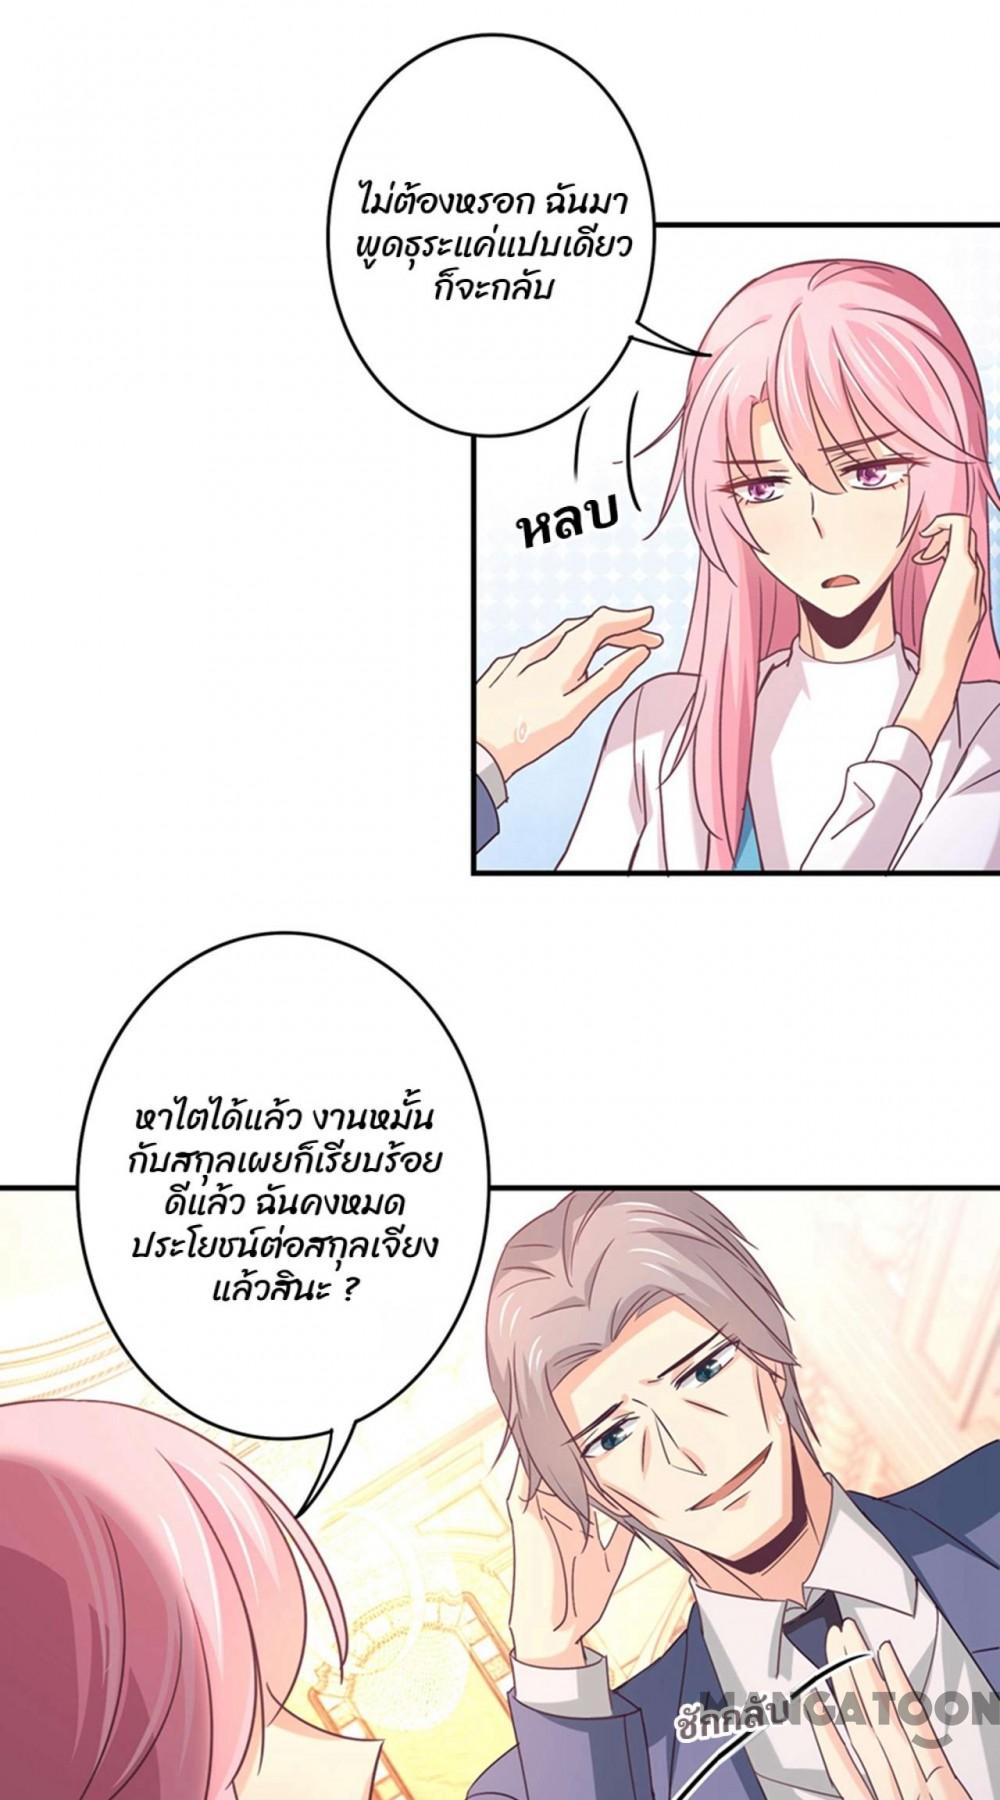 ไม่ต้องหรอก ฉันมา
พูดธุระแค่แปบเดียว
ก็จะกลับ
หลบ
หาไตได้แล้ว งานหมั้น
กับสกุลเผยก็เรียบร้อย
ดีแล้ว ฉันคงหมด
ประโยชน์ต่อสกุลเจียง
แล้วสินะ ?
ชักกลับ
MANGATOON